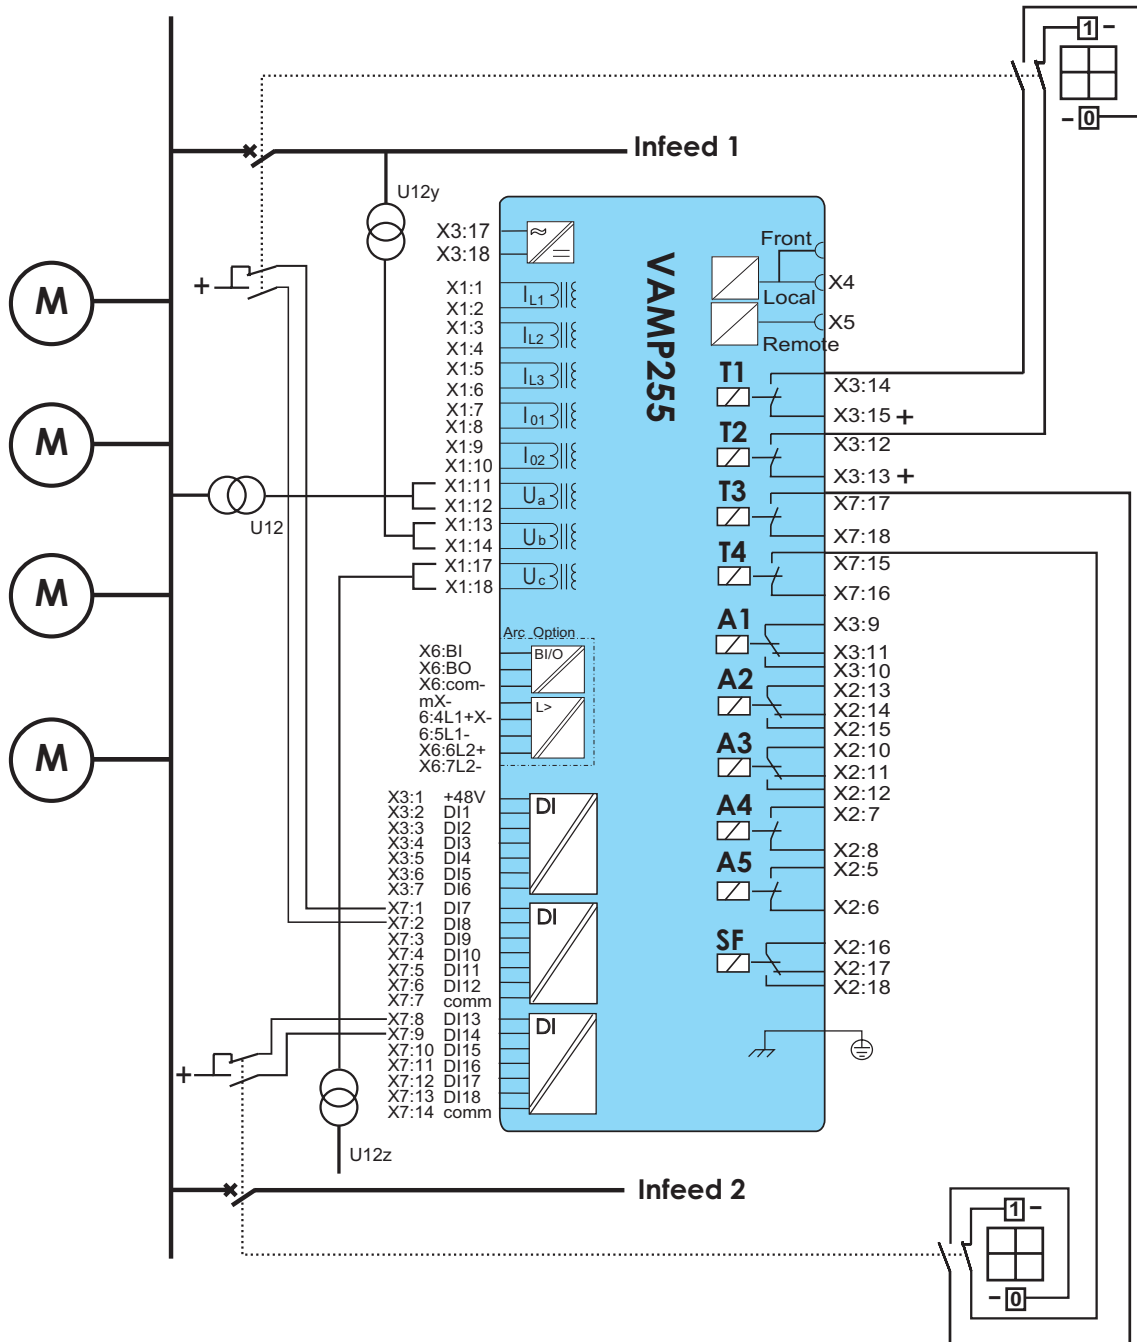 1 –
– 0
Infeed 1
U12y
X3:17
X3:18
Front
X4
Local
X5
Remote
VAMP255
X1:1
X1:2
IL1
X1:3
X1:4
IL2
X1:5
X1:6
IL3
X1:7
X1:8
I01
X1:9
X1:10
I02
X1:11
X1:12
Ua
X1:13
X1:14
Ub
X1:17
X1:18
Uc
U12
M
M
M
M
+
T1
X3:14
X3:15 +
T2
X3:12
X3:13 +
T3
X7:17
X7:18
T4
X7:15
X7:16
A1
X3:9
X3:11
X3:10
A2
X2:13
X2:14
X2:15
A3
X2:10
X2:11
X2:12
A4
X2:7
X2:8
A5
X2:5
X2:6
SF
X2:16
X2:17
X2:18
Arc Option
X6:BI
X6:BO
X6:com-
mX-
6:4L1+X-
6:5L1-
X6:6L2+
X6:7L2-
BI/O
L>
X3:1 +48V
X3:2 DI1
X3:3 DI2
X3:4 DI3
X3:5 DI4
X3:6 DI5
X3:7 DI6
DI
X7:1 DI7
X7:2 DI8
X7:3 DI9
X7:4 DI10
X7:5 DI11
X7:6 DI12
X7:7 comm
DI
X7:8 DI13
X7:9 DI14
X7:10 DI15
X7:11 DI16
X7:12 DI17
X7:13 DI18
X7:14 comm
DI
+
U12z
Infeed 2
1 –
– 0